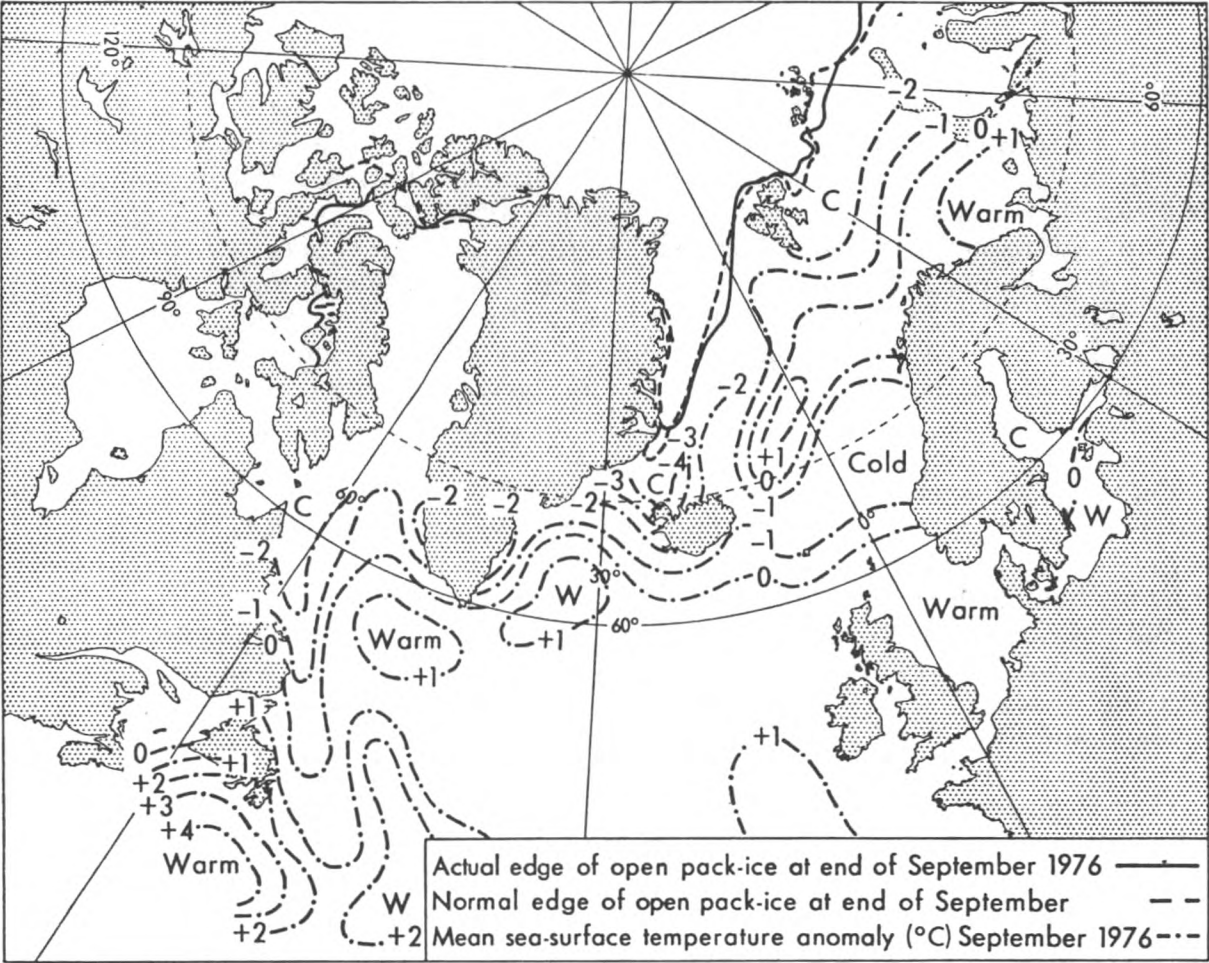 120°
60°
-2
-1
0
+1
C
Warm
90°
30°
-2
-3
-4
+1
C
Cold
C
-3
C
0
0
60°
-2
-2
-2
-1
W
-1
0°
-2
30°
0
W
-1
Warm
0
Warm
+1
60°
+1
+1
+1
0
+1
+2
+3
+4
Warm
W
+2
+2
Actual edge of open pack-ice at end of September 1976
Normal edge of open pack-ice at end of September
Mean sea-surface temperature anomaly (°C) September 1976